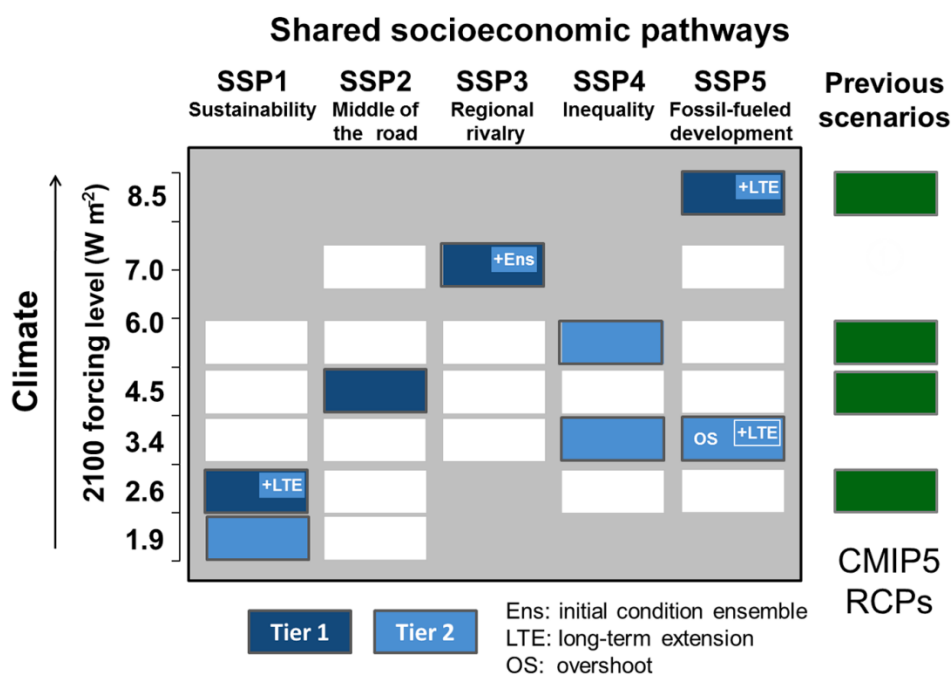 Shared socioeconomic pathways
SSP1 SSP2 SSP3 SSP4 SSP5
Sustainability Middle of the road Regional rivalry Inequality Fossil-fueled development
Previous scenarios
Climate
2100 forcing level (W m-2)
8.5
+LTE
7.0
+Ens
6.0
4.5
3.4
OS +LTE
2.6
+LTE
1.9
CMIP5
RCPs
Tier 1 Tier 2
Ens: initial condition ensemble
LTE: long-term extension
OS: overshoot